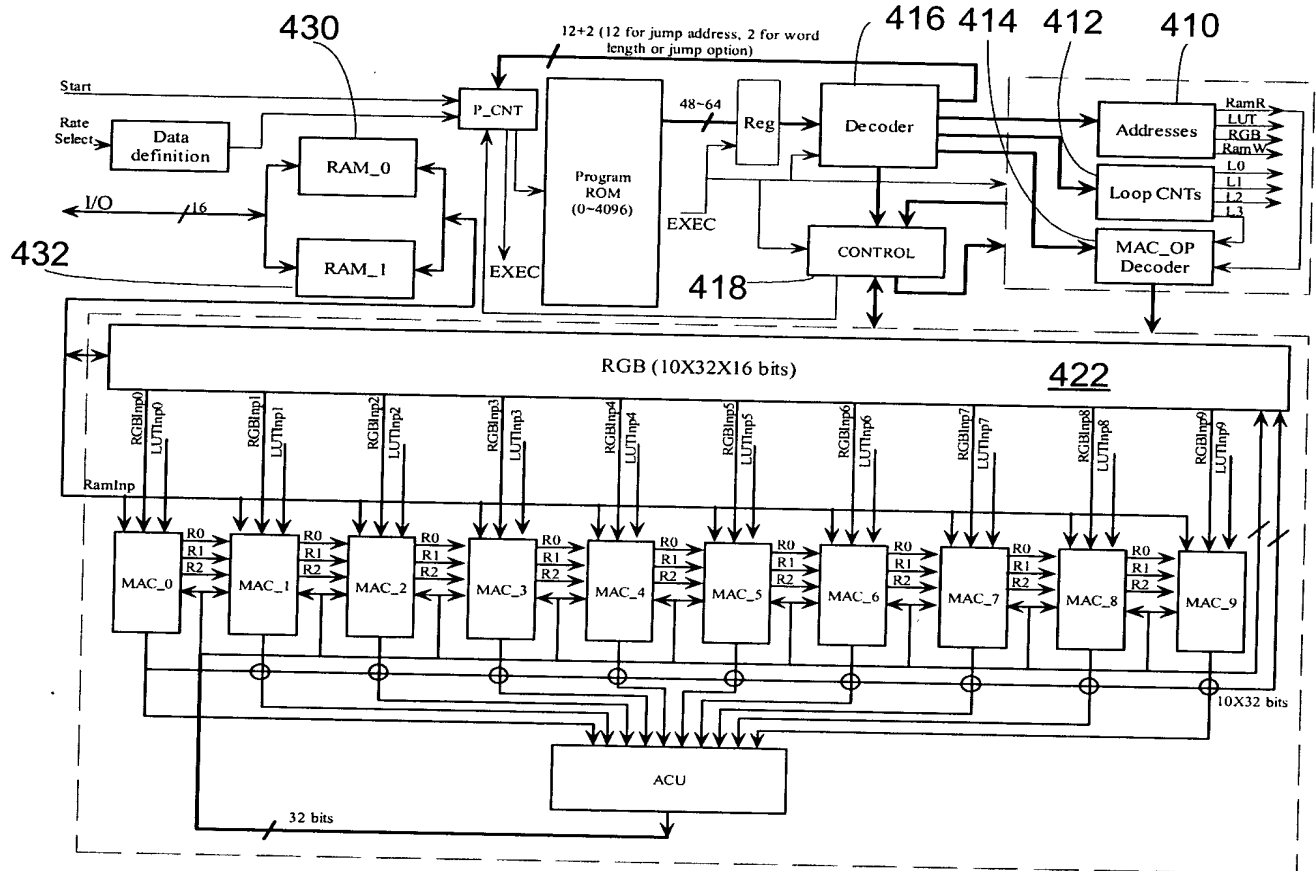 430
12+2 (12 for jump address, 2 for word
length or jump option)
416
414
412
410
Start
P_CNT
48~64
Reg
Decoder
Addresses
RamR
LUT
RGB
RamW
Rate
Select
Data
definition
RAM_0
Program
ROM
(0~4096)
Loop CNTs
L0
L1
L2
L3
I/O
16
EXEC
MAC_OP
Decoder
432
RAM_1
EXEC
CONTROL
418
RGB (10X32X16 bits)
422
RGBInp0
LUTInp0
RGBInp1
LUTInp1
RGBInp2
LUTInp2
RGBInp3
LUTInp3
RGBInp4
LUTInp4
RGBInp5
LUTInp5
RGBInp6
LUTInp6
RGBInp7
LUTInp7
RGBInp8
LUTInp8
RGBInp9
LUTInp9
RamInp
MAC_0
R0
R1
R2
MAC_1
R0
R1
R2
MAC_2
R0
R1
R2
MAC_3
R0
R1
R2
MAC_4
R0
R1
R2
MAC_5
R0
R1
R2
MAC_6
R0
R1
R2
MAC_7
R0
R1
R2
MAC_8
R0
R1
R2
MAC_9
10X32 bits
ACU
32 bits